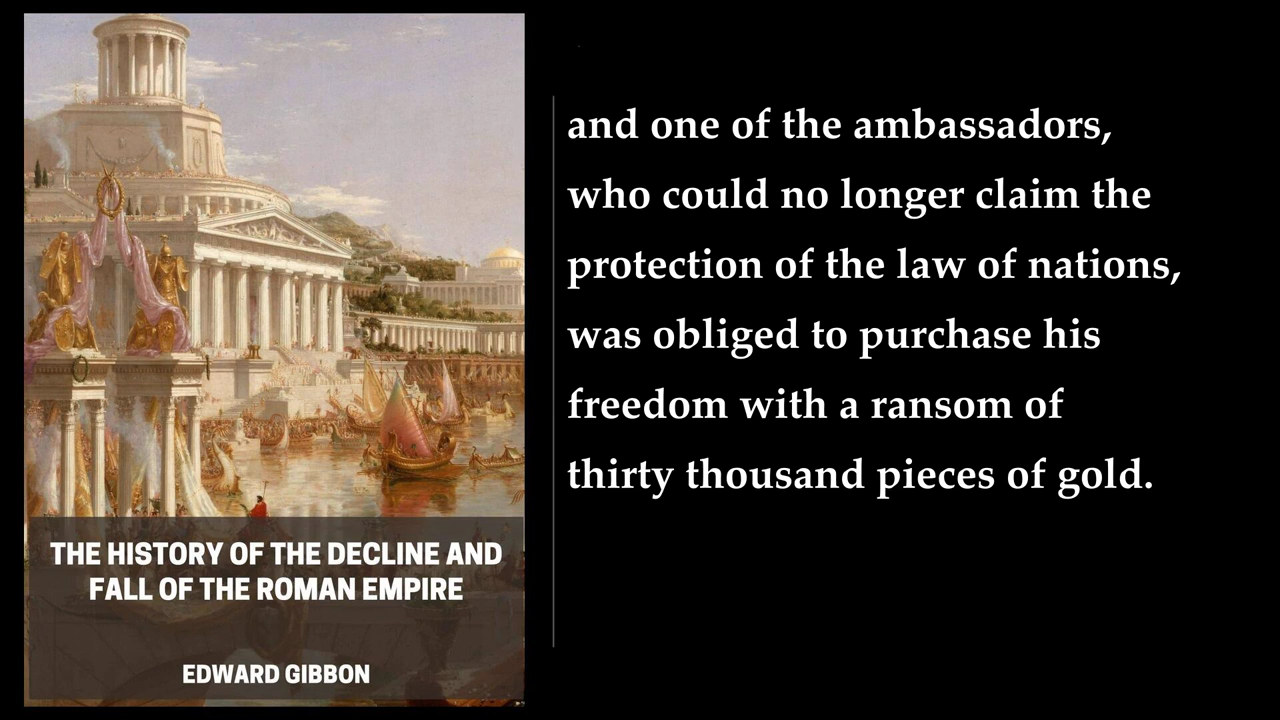 THE HISTORY OF THE DECLINE AND
FALL OF THE ROMAN EMPIRE
EDWARD GIBBON
and one of the ambassadors,
who could no longer claim the
protection of the law of nations,
was obliged to purchase his
freedom with a ransom of
thirty thousand pieces of gold.